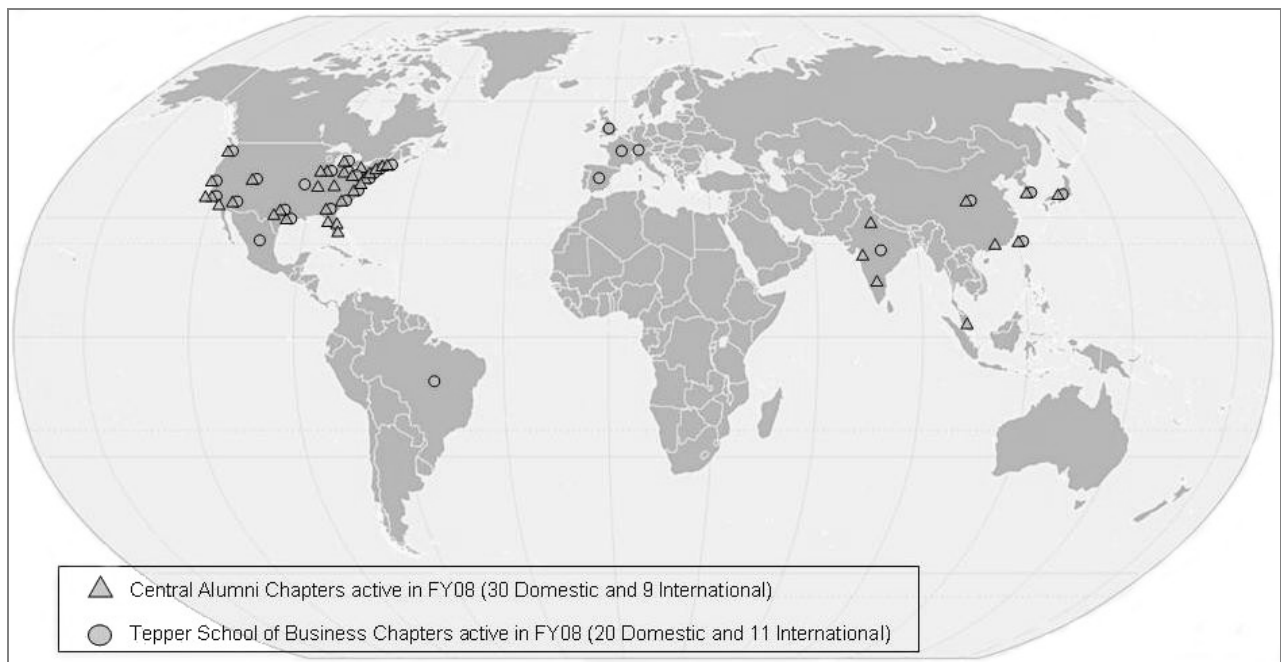 Central Alumni Chapters active in FY08 (30 Domestic and 9 International)
Tepper School of Business Chapters active in FY08 (20 Domestic and 11 International)